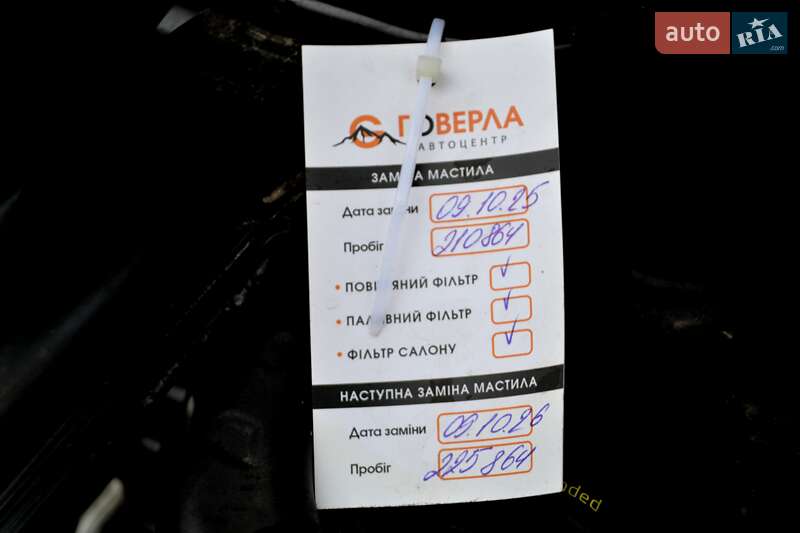 auto RIA.com
ГОВЕРЛА
АВТОЦЕНТР
ЗАМІНА МАСТИЛА
Дата заміни 09.10.25
Пробіг 210864
• ПОВІТРЯНИЙ ФІЛЬТР
• ПАЛИВНИЙ ФІЛЬТР
• ФІЛЬТР САЛОНУ
НАСТУПНА ЗАМІНА МАСТИЛА
Дата заміни 09.10.26
Пробіг 225864